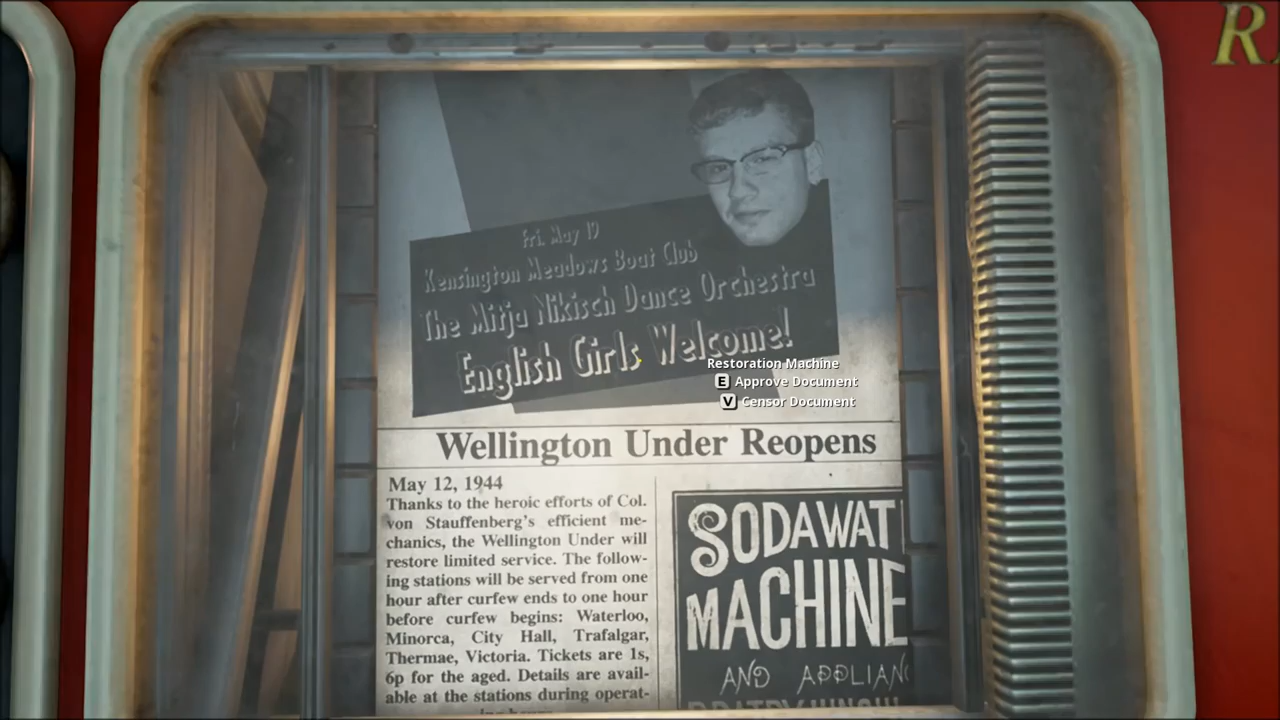 Fri. May 19
Kensington Meadows Boat Club
The Mitja Nikisch Dance Orchestra
English Girls Welcome!
Restoration Machine
E Approve Document
V Censor Document
Wellington Under Reopens
May 12, 1944
Thanks to the heroic efforts of Col.
von Stauffenberg's efficient me-
chanics, the Wellington Under will
restore limited service. The follow-
ing stations will be served from one
hour after curfew ends to one hour
before curfew begins: Waterloo,
Minorca, City Hall, Trafalgar,
Thermae, Victoria. Tickets are 1s,
6p for the aged. Details are avail-
able at the stations during operat-
SODAWAT
MACHINE
AND APPLIAN
R